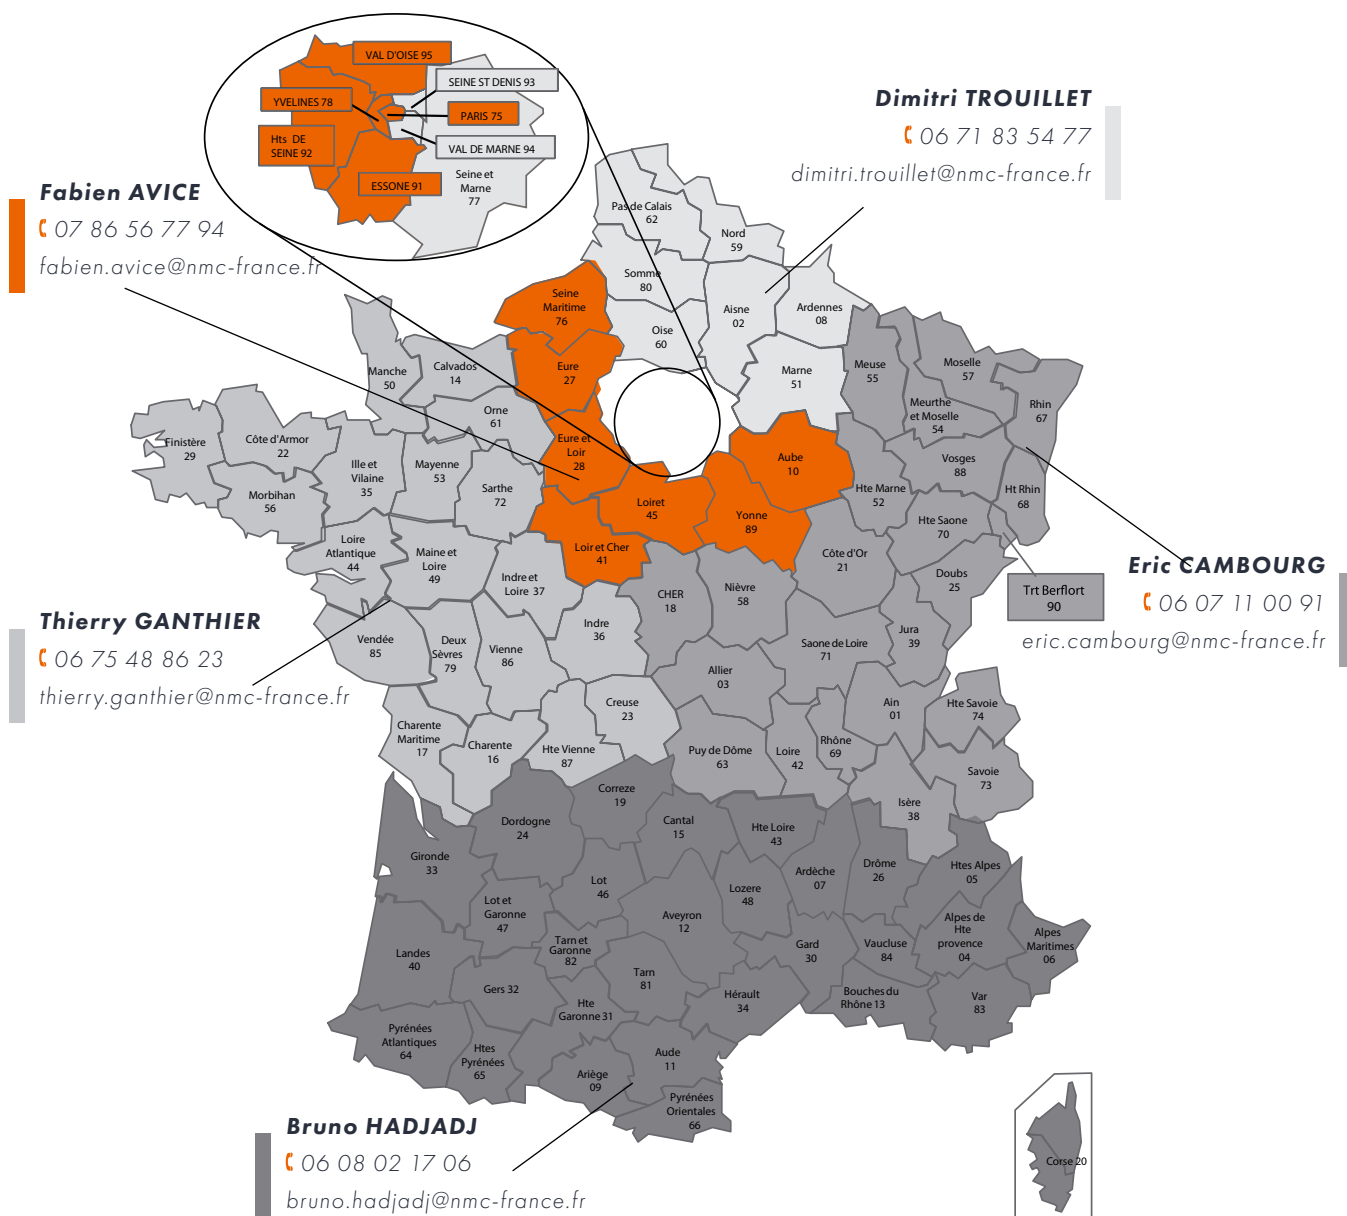 VAL D'OISE 95
SEINE ST DENIS 93
YVELINES 78
PARIS 75
Hts DE
SEINE 92
VAL DE MARNE 94
ESSONE 91
Seine et
Marne
77
Dimitri TROUILLET
06 71 83 54 77
dimitri.trouillet@nmc-france.fr
Fabien AVICE
07 86 56 77 94
fabien.avice@nmc-france.fr
Pas de Calais
62
Nord
59
Somme
80
Aisne
02
Ardennes
08
Oise
60
Seine
Maritime
76
Eure
27
Marne
51
Meuse
55
Moselle
57
Meurthe
et Moselle
54
Rhin
67
Manche
50
Calvados
14
Orne
61
Finistère
29
Côte d'Armor
22
Ille et
Vilaine
35
Morbihan
56
Mayenne
53
Sarthe
72
Eure et
Loir
28
Loiret
45
Aube
10
Yonne
89
Vosges
88
Hte Marne
52
Ht Rhin
68
Hte Saone
70
Loire
Atlantique
44
Maine et
Loire
49
Indre et
Loire 37
Loir et Cher
41
Côte d'Or
21
Doubs
25
Trt Berflort
90
Eric CAMBOURG
06 07 11 00 91
eric.cambourg@nmc-france.fr
CHER
18
Nièvre
58
Thierry GANTHIER
06 75 48 86 23
thierry.ganthier@nmc-france.fr
Vendée
85
Deux
Sèvres
79
Vienne
86
Indre
36
Saone de Loire
71
Jura
39
Allier
03
Ain
01
Hte Savoie
74
Creuse
23
Charente
Maritime
17
Charente
16
Hte Vienne
87
Puy de Dôme
63
Loire
42
Rhône
69
Savoie
73
Isère
38
Correze
19
Dordogne
24
Cantal
15
Hte Loire
43
Gironde
33
Lot
46
Lozere
48
Ardèche
07
Drôme
26
Htes Alpes
05
Lot et
Garonne
47
Aveyron
12
Alpes de
Hte
provence
04
Alpes
Maritimes
06
Landes
40
Tarn et
Garonne
82
Gard
30
Vaucluse
84
Tarn
81
Gers 32
Hte
Garonne 31
Hérault
34
Bouches du
Rhône 13
Var
83
Pyrénées
Atlantiques
64
Htes
Pyrénées
65
Aude
11
Ariège
09
Pyrénées
Orientales
66
Corse 20
Bruno HADJADJ
06 08 02 17 06
bruno.hadjadj@nmc-france.fr